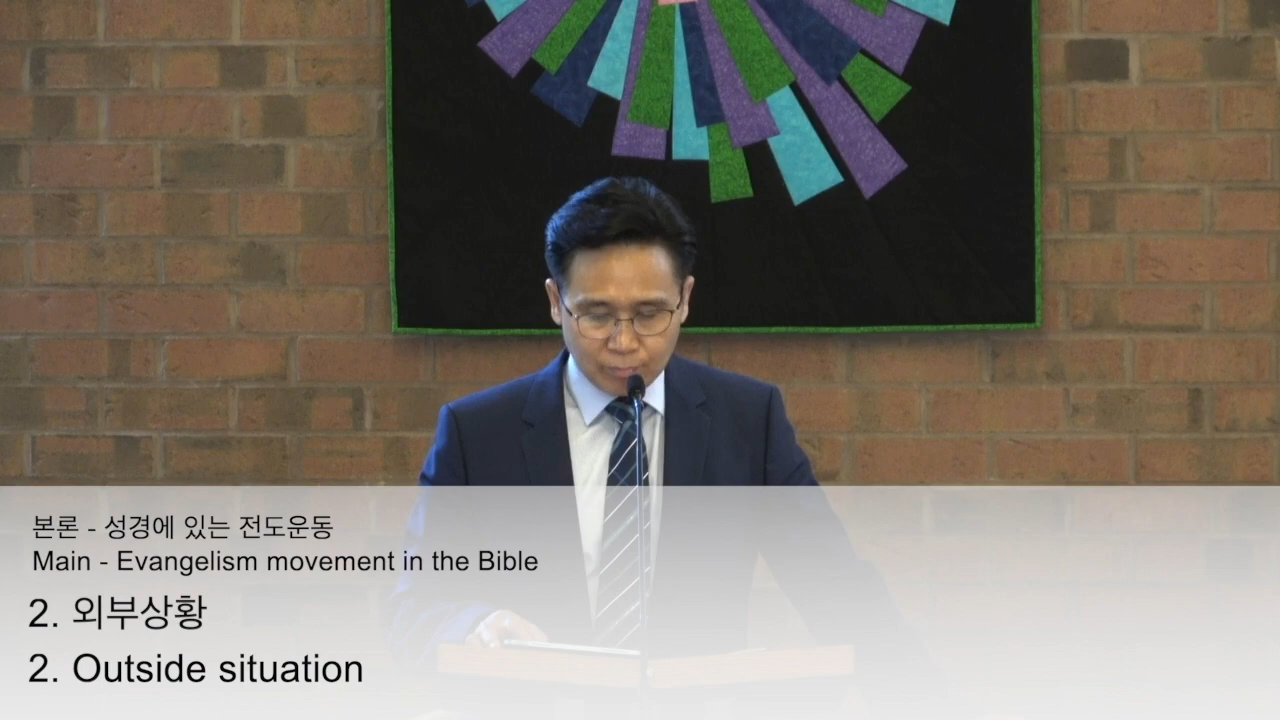 본론 - 성경에 있는 전도운동
Main - Evangelism movement in the Bible
2. 외부상황
2. Outside situation